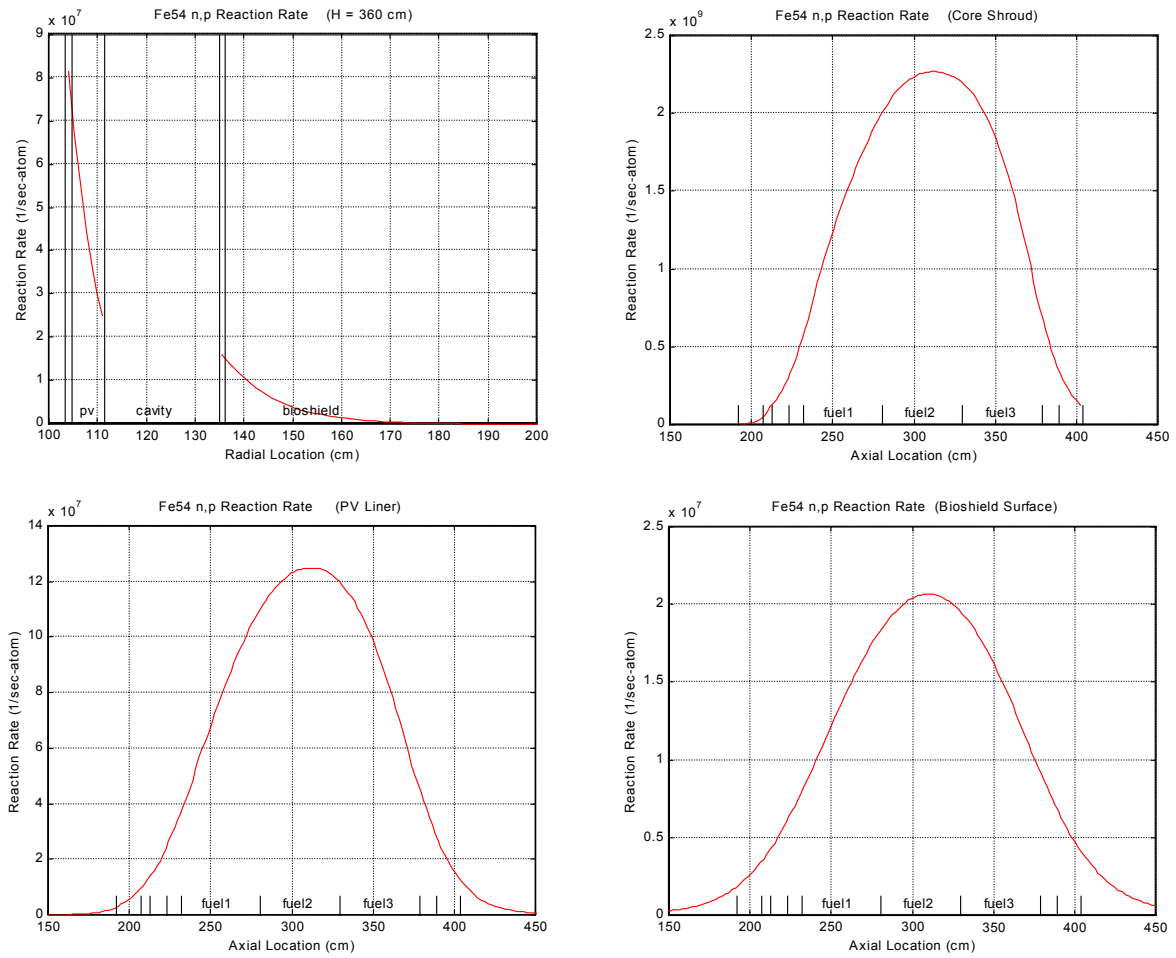 Fe54 n,p Reaction Rate (H = 360 cm)
x 10^7
Reaction Rate (1/sec-atom)
9
8
7
6
5
4
3
2
1
0
pv cavity bioshield
100 110 120 130 140 150 160 170 180 190 200
Radial Location (cm)
Fe54 n,p Reaction Rate (Core Shroud)
x 10^9
Reaction Rate (1/sec-atom)
2.5
2
1.5
1
0.5
0
fuel1 fuel2 fuel3
150 200 250 300 350 400 450
Axial Location (cm)
Fe54 n,p Reaction Rate (PV Liner)
x 10^7
Reaction Rate (1/sec-atom)
14
12
10
8
6
4
2
0
fuel1 fuel2 fuel3
150 200 250 300 350 400 450
Axial Location (cm)
Fe54 n,p Reaction Rate (Bioshield Surface)
x 10^7
Reaction Rate (1/sec-atom)
2.5
2
1.5
1
0.5
0
fuel1 fuel2 fuel3
150 200 250 300 350 400 450
Axial Location (cm)